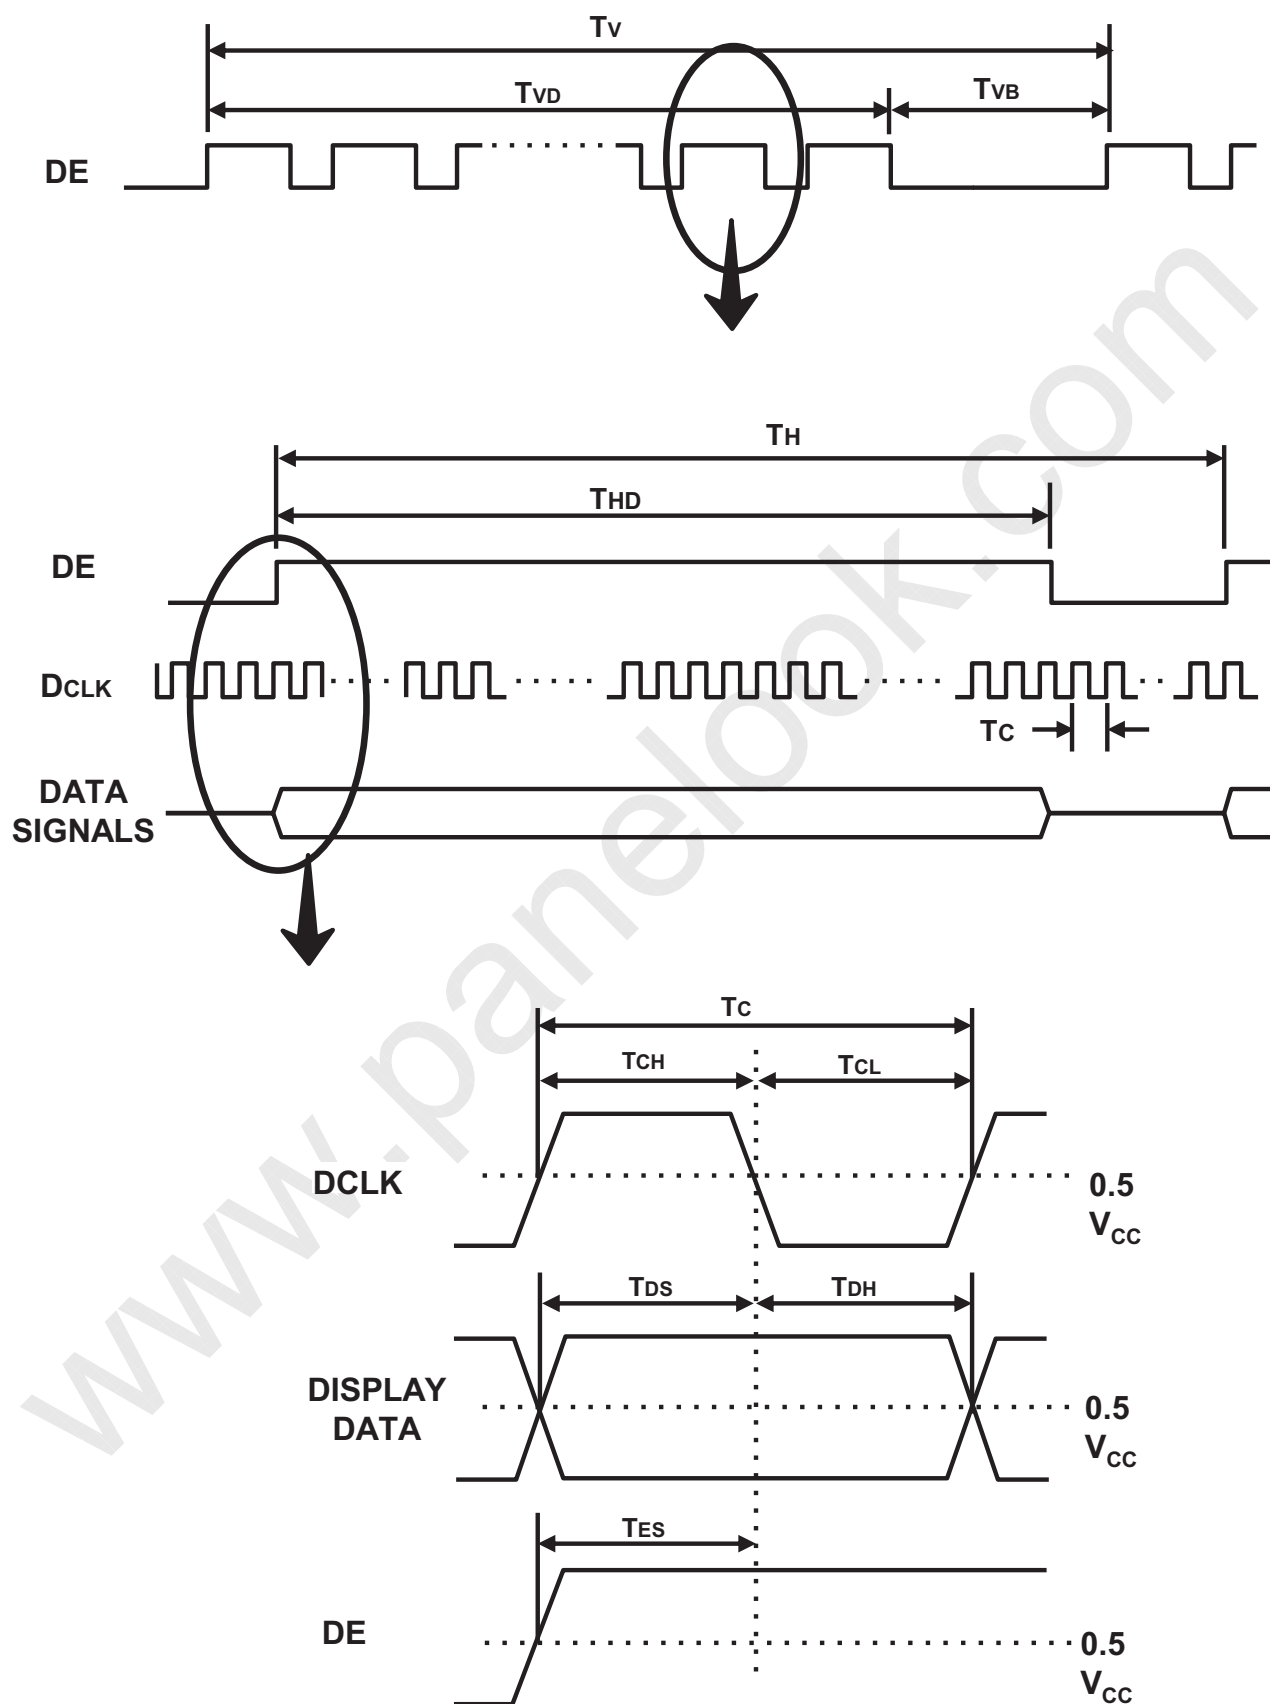 TV
TVD
TVB
DE
TH
THD
DE
DCLK
TC
DATA
SIGNALS
TC
TCH
TCL
DCLK
0.5
VCC
TDS
TDH
DISPLAY
DATA
0.5
VCC
TES
DE
0.5
VCC
www.panelook.com